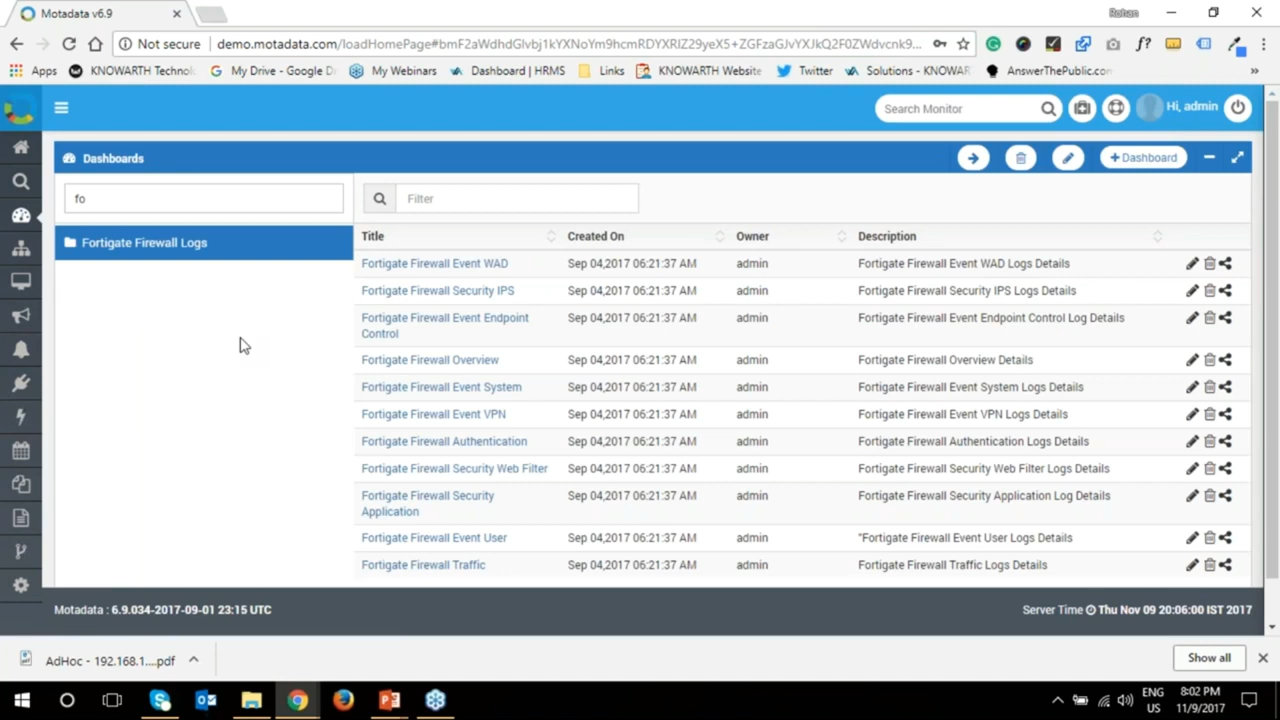 Motadata v6.9
Rohan
Not secure demo.motadata.com/loadHomePage#bmF2aWdhdGlvbj1kYXNoYm9hcmRDYXRlZ29yeX5+ZGFzaGJvYXJkQ2F0ZWdvcnk9...
Apps KNOWARTH Technol My Drive - Google D My Webinars Dashboard | HRMS Links KNOWARTH Website Twitter Solutions - KNOWAR AnswerThePublic.co
Search Monitor Hi, admin
Dashboards + Dashboard
fo Filter
Fortigate Firewall Logs
Title Created On Owner Description
Fortigate Firewall Event WAD Sep 04,2017 06:21:37 AM admin Fortigate Firewall Event WAD Logs Details
Fortigate Firewall Security IPS Sep 04,2017 06:21:37 AM admin Fortigate Firewall Security IPS Logs Details
Fortigate Firewall Event Endpoint Sep 04,2017 06:21:37 AM admin Fortigate Firewall Event Endpoint Control Log Details
Control
Fortigate Firewall Overview Sep 04,2017 06:21:37 AM admin Fortigate Firewall Overview Details
Fortigate Firewall Event System Sep 04,2017 06:21:37 AM admin Fortigate Firewall Event System Logs Details
Fortigate Firewall Event VPN Sep 04,2017 06:21:37 AM admin Fortigate Firewall Event VPN Logs Details
Fortigate Firewall Authentication Sep 04,2017 06:21:37 AM admin Fortigate Firewall Authentication Logs Details
Fortigate Firewall Security Web Filter Sep 04,2017 06:21:37 AM admin Fortigate Firewall Security Web Filter Logs Details
Fortigate Firewall Security Sep 04,2017 06:21:37 AM admin Fortigate Firewall Security Application Log Details
Application
Fortigate Firewall Event User Sep 04,2017 06:21:37 AM admin "Fortigate Firewall Event User Logs Details
Fortigate Firewall Traffic Sep 04,2017 06:21:37 AM admin Fortigate Firewall Traffic Logs Details
Motadata : 6.9.034-2017-09-01 23:15 UTC Server Time Thu Nov 09 20:06:00 IST 2017
AdHoc - 192.168.1....pdf Show all
ENG 8:02 PM
US 11/9/2017